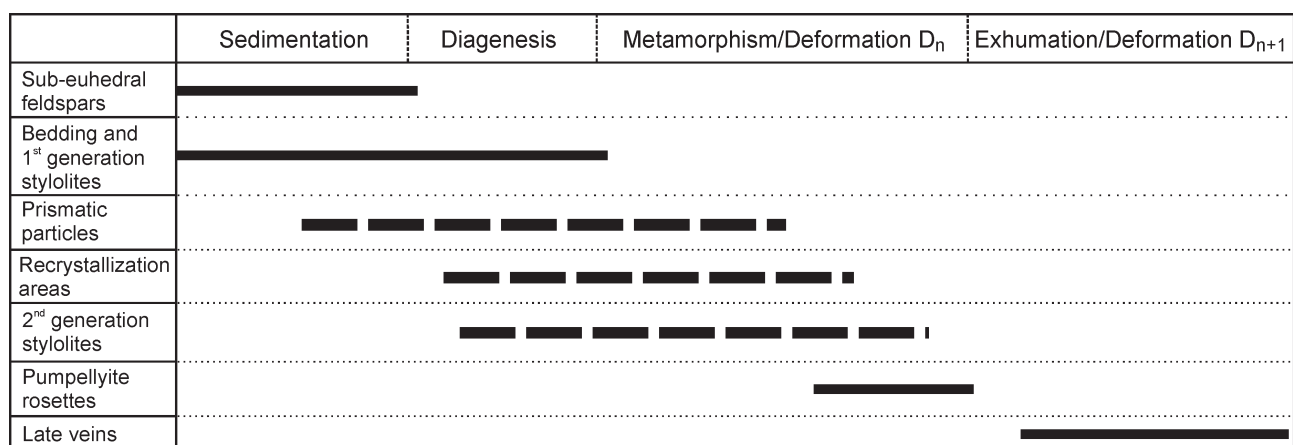 Sedimentation Diagenesis Metamorphism/Deformation Dn Exhumation/Deformation Dn+1
Sub-euhedral
feldspars
Bedding and
1st generation
stylolites
Prismatic
particles
Recrystallization
areas
2nd generation
stylolites
Pumpellyite
rosettes
Late veins